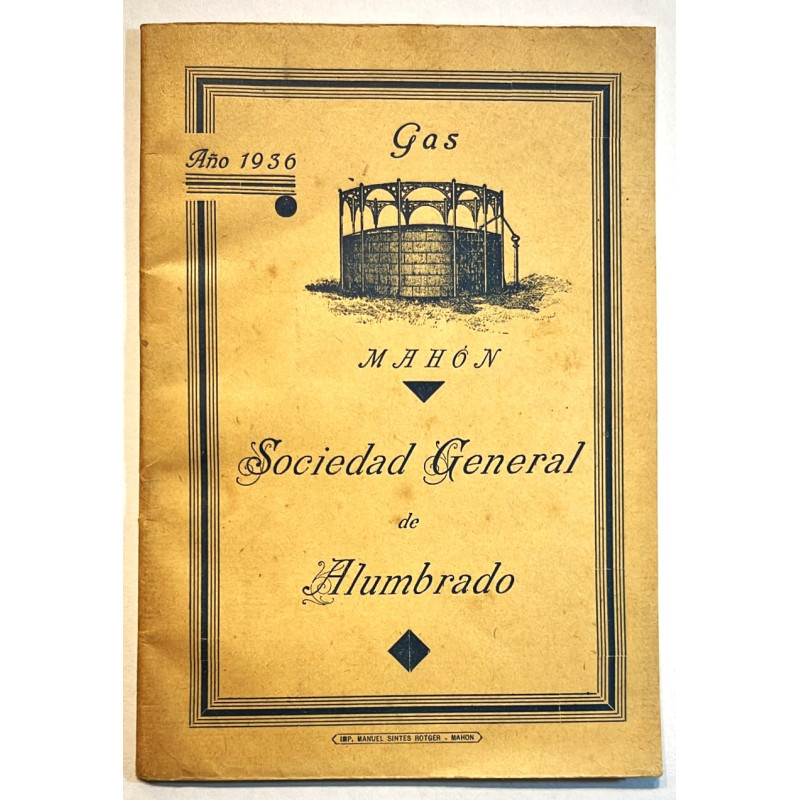 Gas
Año 1936
MAHÓN
Sociedad General
de
Alumbrado
IMP. MANUEL SINTES ROTGER - MAHON